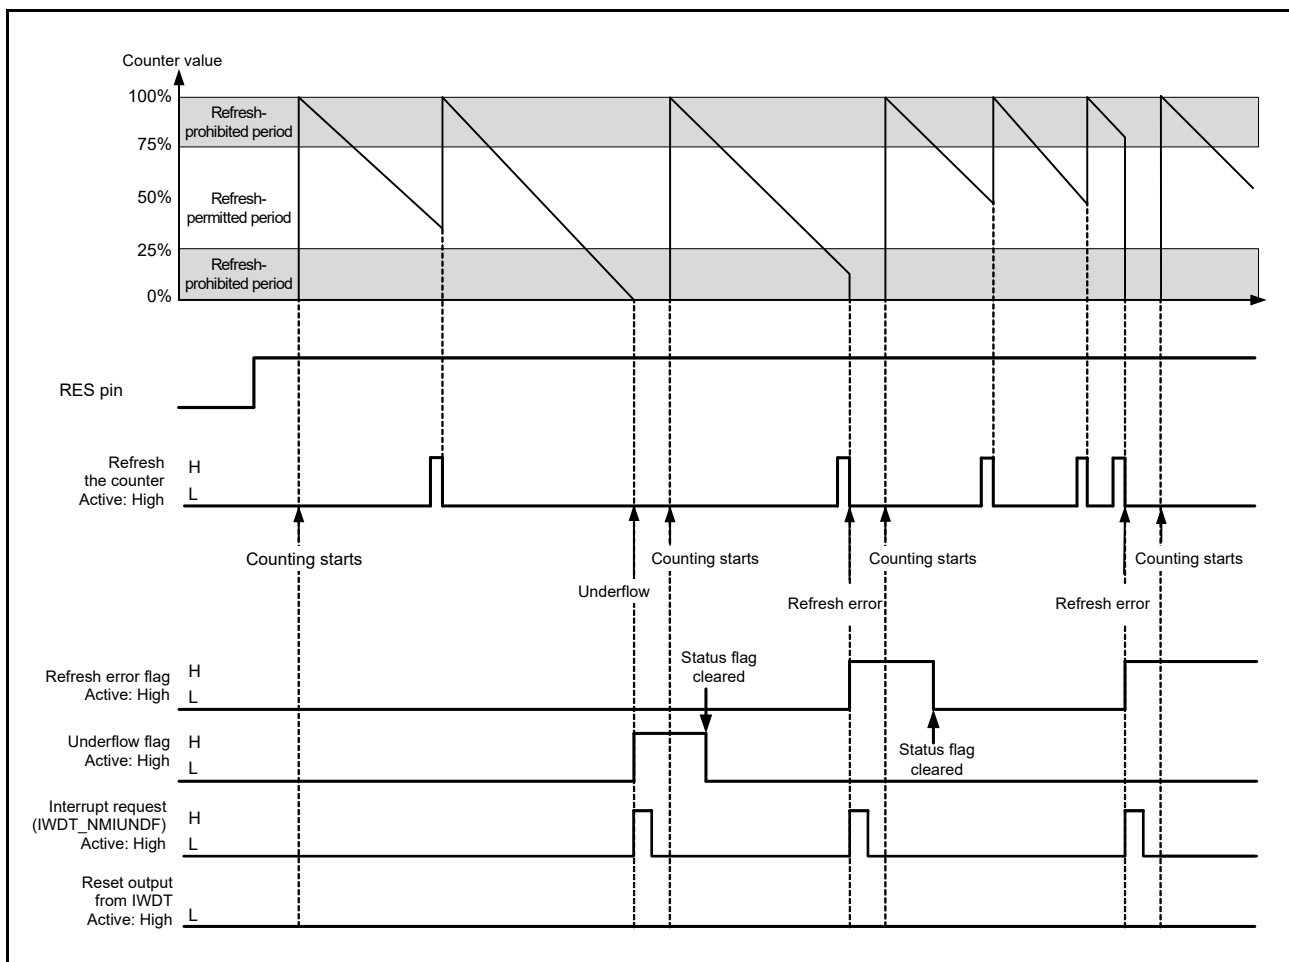 Counter value
100%
Refresh-
prohibited period
75%
50%
Refresh-
permitted period
25%
Refresh-
prohibited period
0%
RES pin
Refresh
the counter
Active: High
H
L
Counting starts
Counting starts
Counting starts
Counting starts
Underflow
Refresh error
Refresh error
Status flag
cleared
Refresh error flag
Active: High
H
L
Underflow flag
Active: High
H
L
Status flag
cleared
Interrupt request
(IWDT_NMIUNDF)
Active: High
H
L
Reset output
from IWDT
Active: High
L